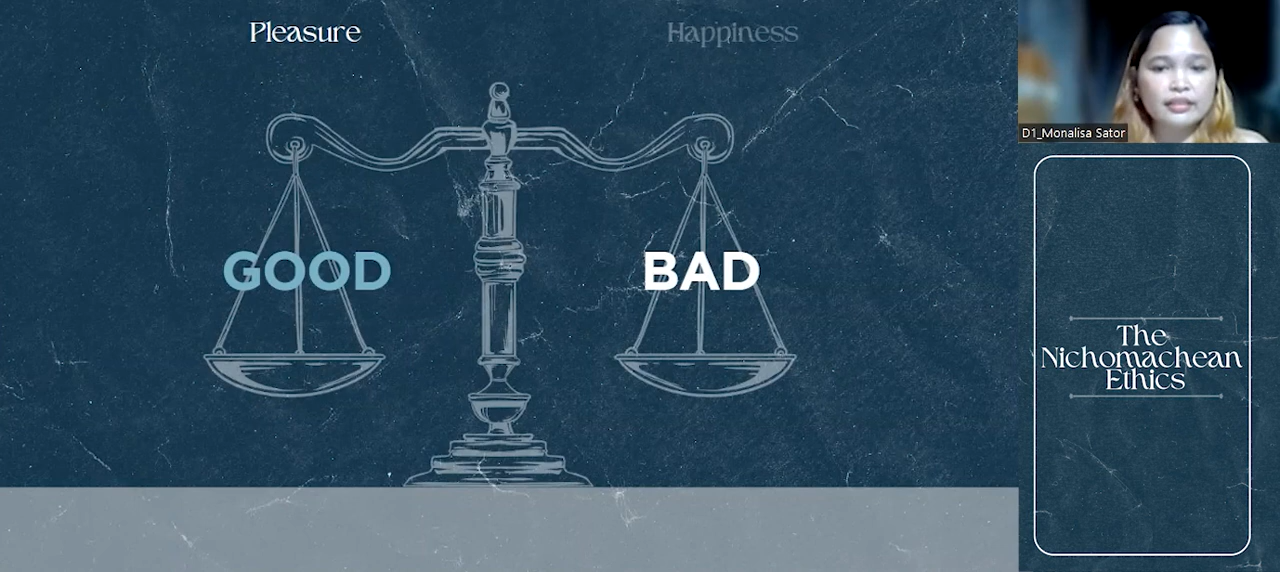 Pleasure
Happiness
GOOD
BAD
D1_Monalisa Sator
The
Nichomachean
Ethics